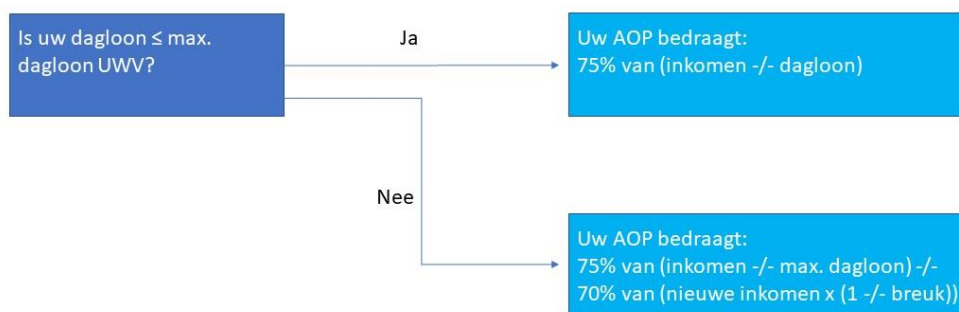 Is uw dagloon ≤ max.
dagloon UWV?
Ja
Uw AOP bedraagt:
75% van (inkomen -/- dagloon)
Nee
Uw AOP bedraagt:
75% van (inkomen -/- max. dagloon) -/-
70% van (nieuwe inkomen x (1 -/- breuk))